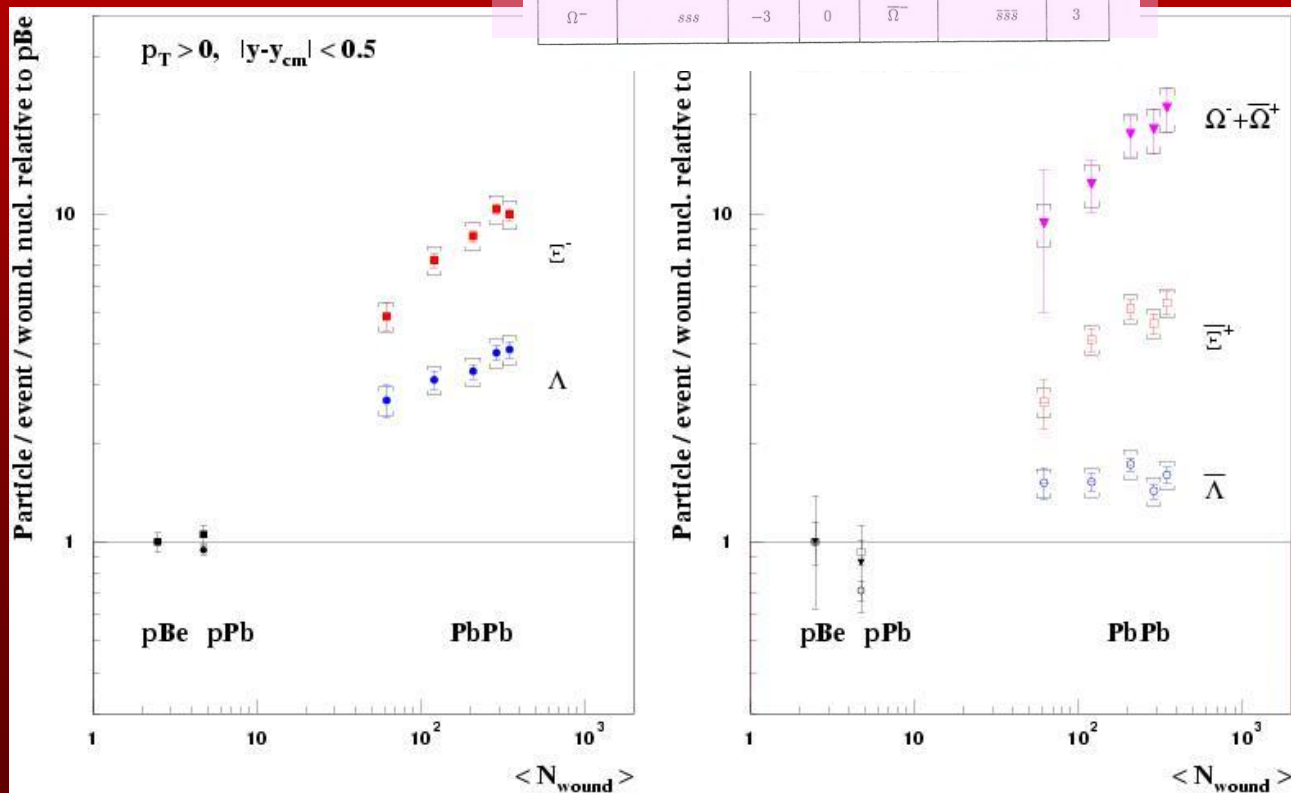 Ω⁻ sss −3 0 Ω̅⁻ s̅s̅s̅ 3
Particle / event / wound. nucl. relative to pBe
p_T > 0, |y-y_cm| < 0.5
10
1
Ξ⁻
Λ
pBe pPb PbPb
1 10 10² 10³
< N_wound >
Particle / event / wound. nucl. relative to
10
1
Ω⁻+Ω̅⁺
Ξ̅⁺
Λ̅
pBe pPb PbPb
1 10 10² 10³
< N_wound >